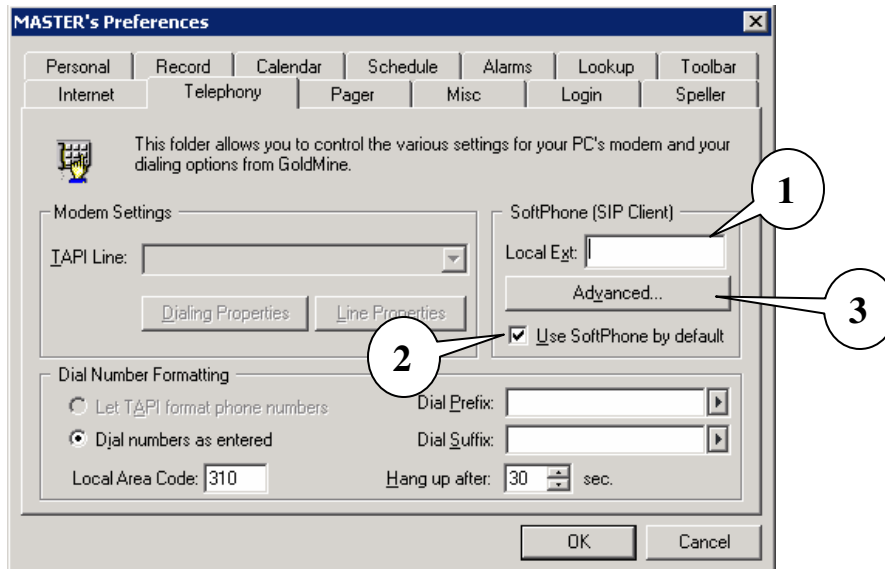 MASTER's Preferences
Personal Record Calendar Schedule Alarms Lookup Toolbar
Internet Telephony Pager Misc Login Speller
This folder allows you to control the various settings for your PC's modem and your
dialing options from GoldMine.
1
Modem Settings
SoftPhone (SIP Client)
TAPI Line:
Local Ext:
Advanced...
3
Dialing Properties Line Properties
2
Use SoftPhone by default
Dial Number Formatting
Let TAPI format phone numbers
Dial Prefix:
Dial numbers as entered
Dial Suffix:
Local Area Code: 310
Hang up after: 30 sec.
OK Cancel